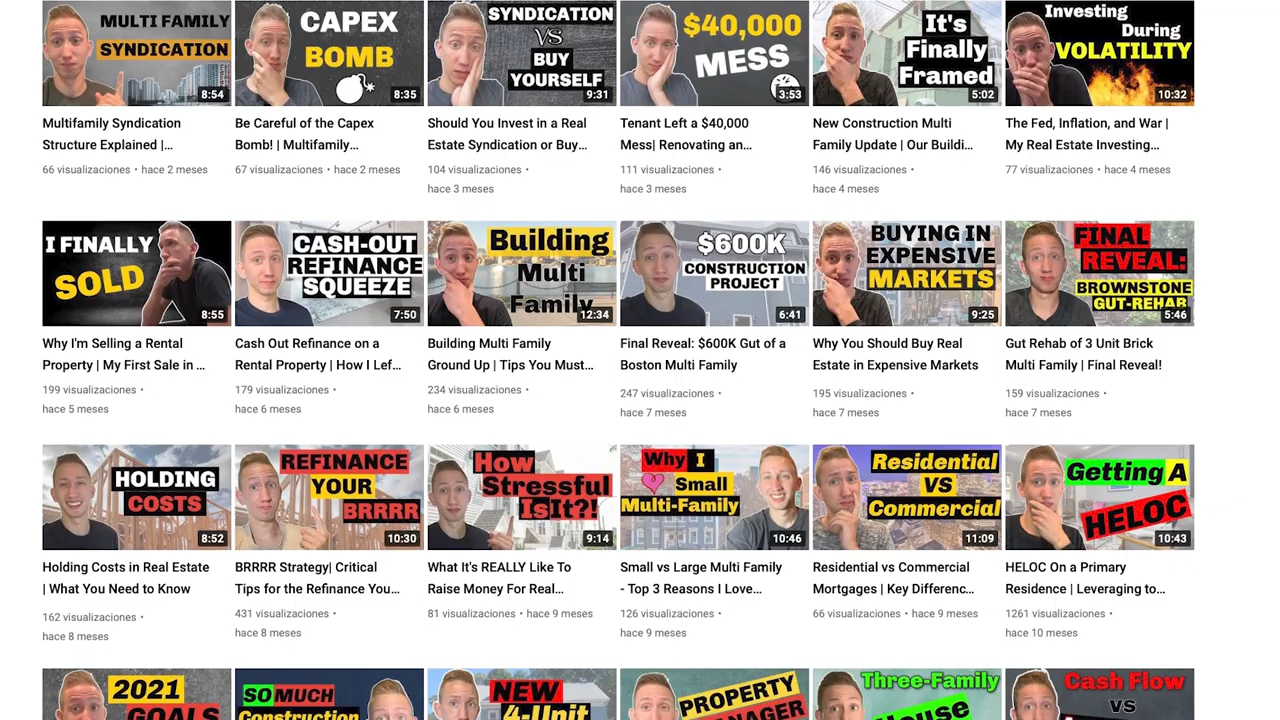 MULTI FAMILY
SYNDICATION
8:54
CAPEX
BOMB
8:35
SYNDICATION
VS
BUY
YOURSELF
9:31
$40,000
MESS
3:53
It's
Finally
Framed
5:02
Investing
During
VOLATILITY
10:32
Multifamily Syndication
Structure Explained |...
66 visualizaciones • hace 2 meses
Be Careful of the Capex
Bomb! | Multifamily...
67 visualizaciones • hace 2 meses
Should You Invest in a Real
Estate Syndication or Buy...
104 visualizaciones •
hace 3 meses
Tenant Left a $40,000
Mess| Renovating an...
111 visualizaciones •
hace 3 meses
New Construction Multi
Family Update | Our Buildi...
146 visualizaciones •
hace 4 meses
The Fed, Inflation, and War |
My Real Estate Investing...
77 visualizaciones • hace 4 meses
I FINALLY
SOLD
8:55
CASH-OUT
REFINANCE
SQUEEZE
7:50
Building
Multi
Family
12:34
$600K
CONSTRUCTION
PROJECT
6:41
BUYING IN
EXPENSIVE
MARKETS
9:25
FINAL
REVEAL:
BROWNSTONE
GUT-REHAB
5:46
Why I'm Selling a Rental
Property | My First Sale in ...
199 visualizaciones •
hace 5 meses
Cash Out Refinance on a
Rental Property | How I Lef...
179 visualizaciones •
hace 6 meses
Building Multi Family
Ground Up | Tips You Must...
234 visualizaciones •
hace 6 meses
Final Reveal: $600K Gut of a
Boston Multi Family
247 visualizaciones •
hace 7 meses
Why You Should Buy Real
Estate in Expensive Markets
195 visualizaciones •
hace 7 meses
Gut Rehab of 3 Unit Brick
Multi Family | Final Reveal!
159 visualizaciones •
hace 7 meses
HOLDING
COSTS
8:52
REFINANCE
YOUR
BRRRR
10:30
How
Stressful
IsIt?!
9:14
Why I
Small
Multi-Family
10:46
Residential
VS
Commercial
11:09
Getting A
HELOC
10:43
Holding Costs in Real Estate
| What You Need to Know
162 visualizaciones •
hace 8 meses
BRRRR Strategy| Critical
Tips for the Refinance You...
431 visualizaciones •
hace 8 meses
What It's REALLY Like To
Raise Money For Real...
81 visualizaciones • hace 9 meses
Small vs Large Multi Family
- Top 3 Reasons I Love...
126 visualizaciones •
hace 9 meses
Residential vs Commercial
Mortgages | Key Differenc...
66 visualizaciones • hace 9 meses
HELOC On a Primary
Residence | Leveraging to...
1261 visualizaciones •
hace 10 meses
2021
GOALS
SO MUCH
Construction
NEW
4-Unit
PROPERTY
MANAGER
Three-Family
House
Cash Flow
VS